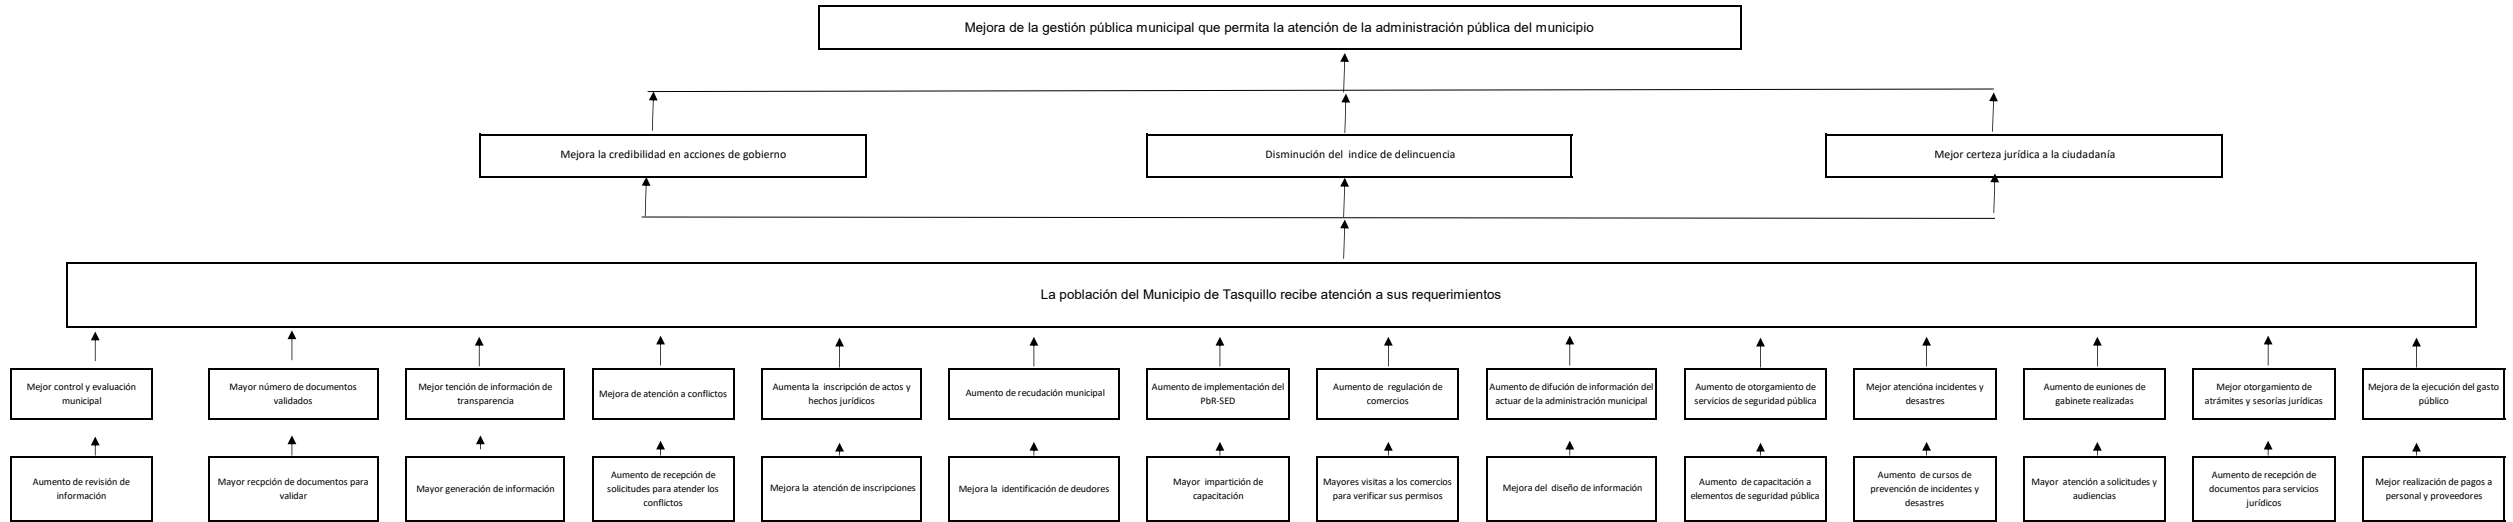 Mejora de la gestión pública municipal que permita la atención de la administración pública del municipio
Mejora la credibilidad en acciones de gobierno
Disminución del indice de delincuencia
Mejor certeza jurídica a la ciudadanía
La población del Municipio de Tasquillo recibe atención a sus requerimientos
Mejor control y evaluación
municipal
Mayor número de documentos
validados
Mejor tención de información de
transparencia
Mejora de atención a conflictos
Aumenta la inscripción de actos y
hechos jurídicos
Aumento de recudación municipal
Aumento de implementación del
PbR-SED
Aumento de regulación de
comercios
Aumento de difución de información del
actuar de la administración municipal
Aumento de otorgamiento de
servicios de seguridad pública
Mejor atencióna incidentes y
desastres
Aumento de euniones de
gabinete realizadas
Mejor otorgamiento de
atrámites y sesorías jurídicas
Mejora de la ejecución del gasto
público
Aumento de revisión de
información
Mayor recpción de documentos para
validar
Mayor generación de información
Aumento de recepción de
solicitudes para atender los
conflictos
Mejora la atención de inscripciones
Mejora la identificación de deudores
Mayor impartición de
capacitación
Mayores visitas a los comercios
para verificar sus permisos
Mejora del diseño de información
Aumento de capacitación a
elementos de seguridad pública
Aumento de cursos de
prevención de incidentes y
desastres
Mayor atención a solicitudes y
audiencias
Aumento de recepción de
documentos para servicios
jurídicos
Mejor realización de pagos a
personal y proveedores